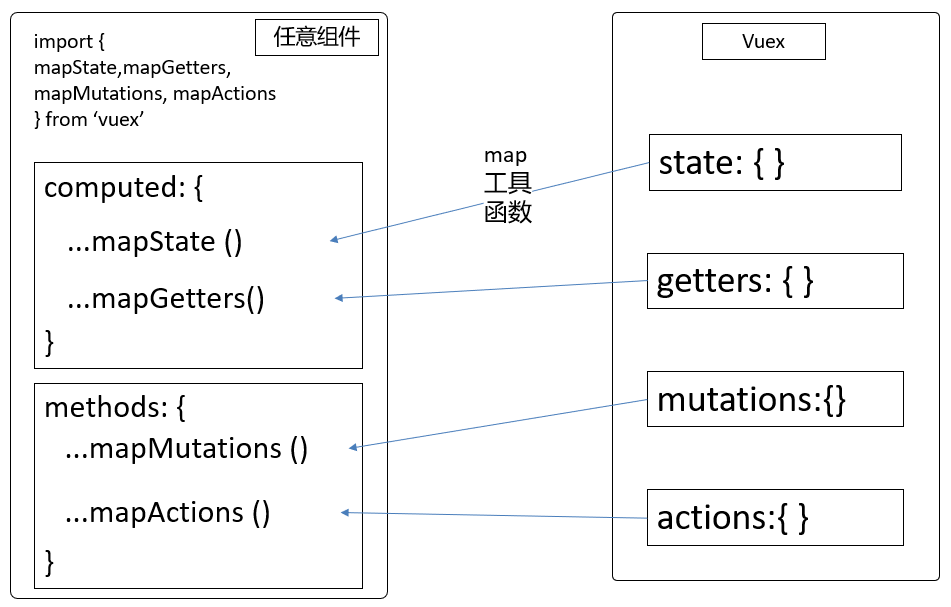 任意组件
import {
mapState,mapGetters,
mapMutations, mapActions
} from ‘vuex’
computed: {
...mapState ()
...mapGetters()
}
methods: {
...mapMutations ()
...mapActions ()
}
map
工具
函数
Vuex
state: { }
getters: { }
mutations:{}
actions:{ }